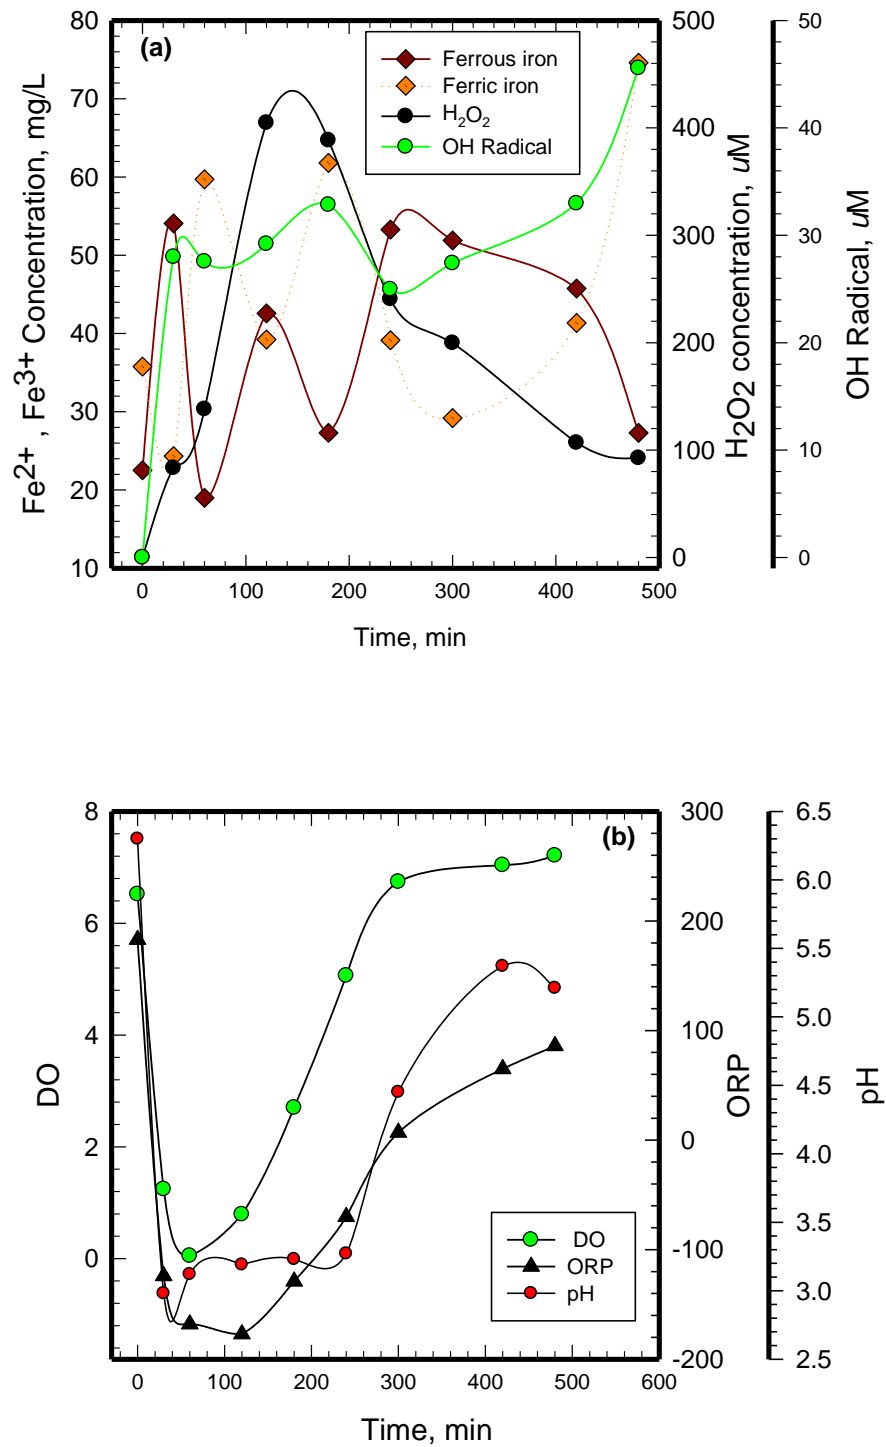 (a)
Ferrous iron
Ferric iron
H₂O₂
OH Radical
80
70
60
50
40
30
20
10
Fe²⁺ , Fe³⁺ Concentration, mg/L
500
400
300
200
100
0
H₂O₂ concentration, uM
50
40
30
20
10
0
OH Radical, uM
0 100 200 300 400 500
Time, min
(b)
8
6
4
2
0
DO
300
200
100
0
-100
-200
ORP
6.5
6.0
5.5
5.0
4.5
4.0
3.5
3.0
2.5
pH
DO
ORP
pH
0 100 200 300 400 500 600
Time, min